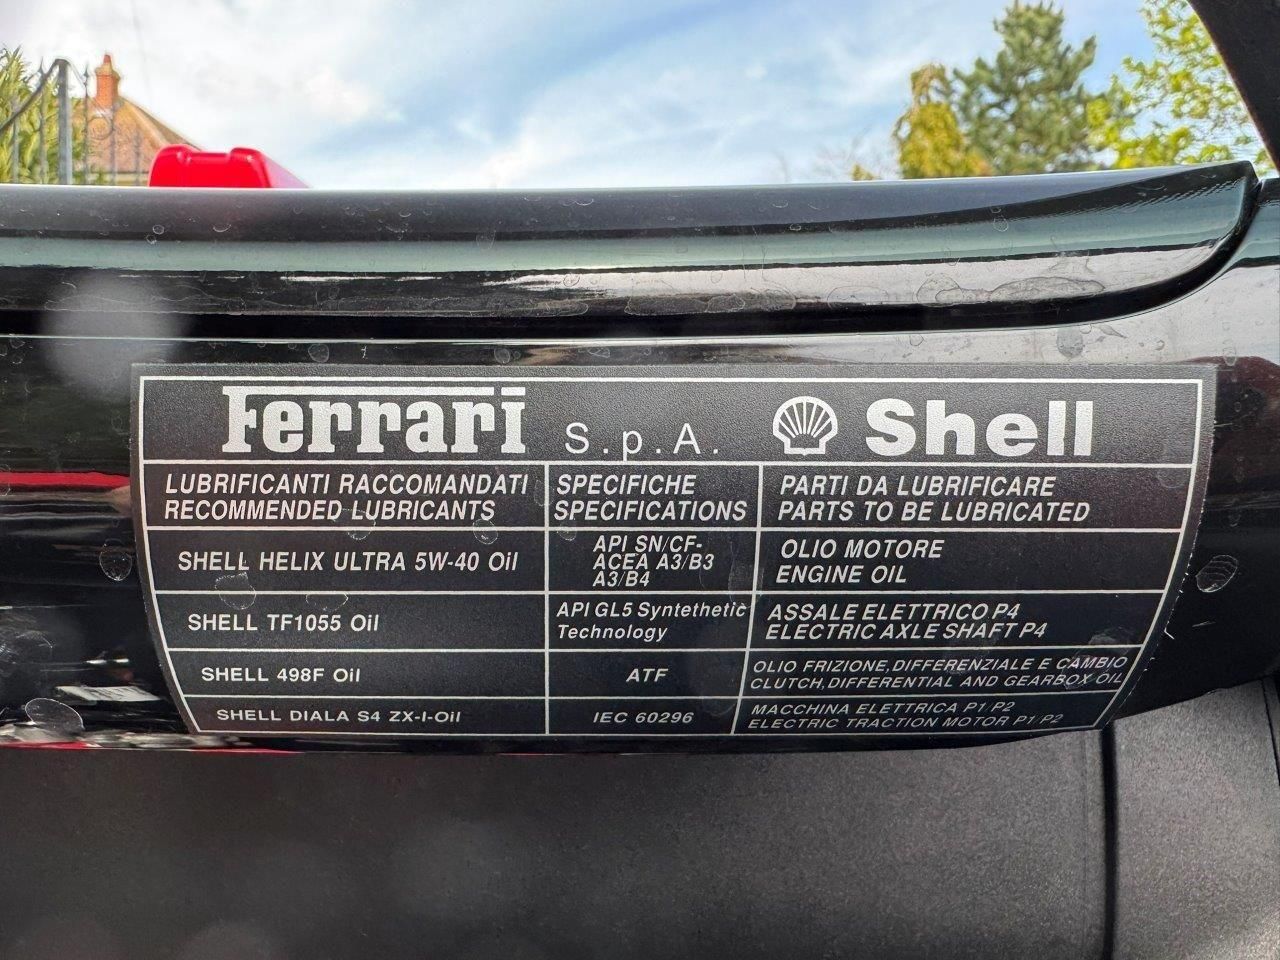 Ferrari S.p.A. Shell
LUBRIFICANTI RACCOMANDATI
RECOMMENDED LUBRICANTS
SPECIFICHE
SPECIFICATIONS
PARTI DA LUBRIFICARE
PARTS TO BE LUBRICATED
SHELL HELIX ULTRA 5W-40 Oil
API SN/CF-
ACEA A3/B3
A3/B4
OLIO MOTORE
ENGINE OIL
SHELL TF1055 Oil
API GL5 Syntethetic
Technology
ASSALE ELETTRICO P4
ELECTRIC AXLE SHAFT P4
SHELL 498F Oil
ATF
OLIO FRIZIONE, DIFFERENZIALE E CAMBIO
CLUTCH, DIFFERENTIAL AND GEARBOX OIL
SHELL DIALA S4 ZX-I-Oil
IEC 60296
MACCHINA ELETTRICA P1/P2
ELECTRIC TRACTION MOTOR P1/P2